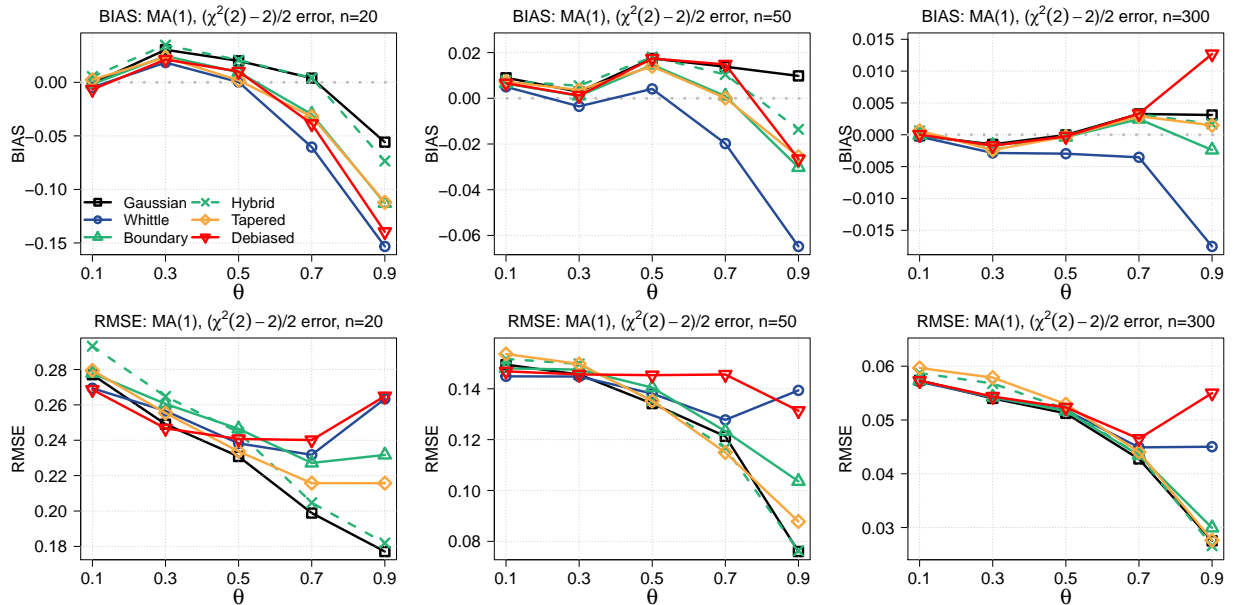 BIAS: MA(1), (χ²(2) − 2)/2 error, n=20
BIAS
0.00
−0.05
−0.10
−0.15
Gaussian
Whittle
Boundary
Hybrid
Tapered
Debiased
0.1 0.3 0.5 0.7 0.9
θ
BIAS: MA(1), (χ²(2) − 2)/2 error, n=50
BIAS
0.02
0.00
−0.02
−0.04
−0.06
0.1 0.3 0.5 0.7 0.9
θ
BIAS: MA(1), (χ²(2) − 2)/2 error, n=300
BIAS
0.015
0.010
0.005
0.000
−0.005
−0.010
−0.015
0.1 0.3 0.5 0.7 0.9
θ
RMSE: MA(1), (χ²(2) − 2)/2 error, n=20
RMSE
0.28
0.26
0.24
0.22
0.20
0.18
0.1 0.3 0.5 0.7 0.9
θ
RMSE: MA(1), (χ²(2) − 2)/2 error, n=50
RMSE
0.14
0.12
0.10
0.08
0.1 0.3 0.5 0.7 0.9
θ
RMSE: MA(1), (χ²(2) − 2)/2 error, n=300
RMSE
0.06
0.05
0.04
0.03
0.1 0.3 0.5 0.7 0.9
θ